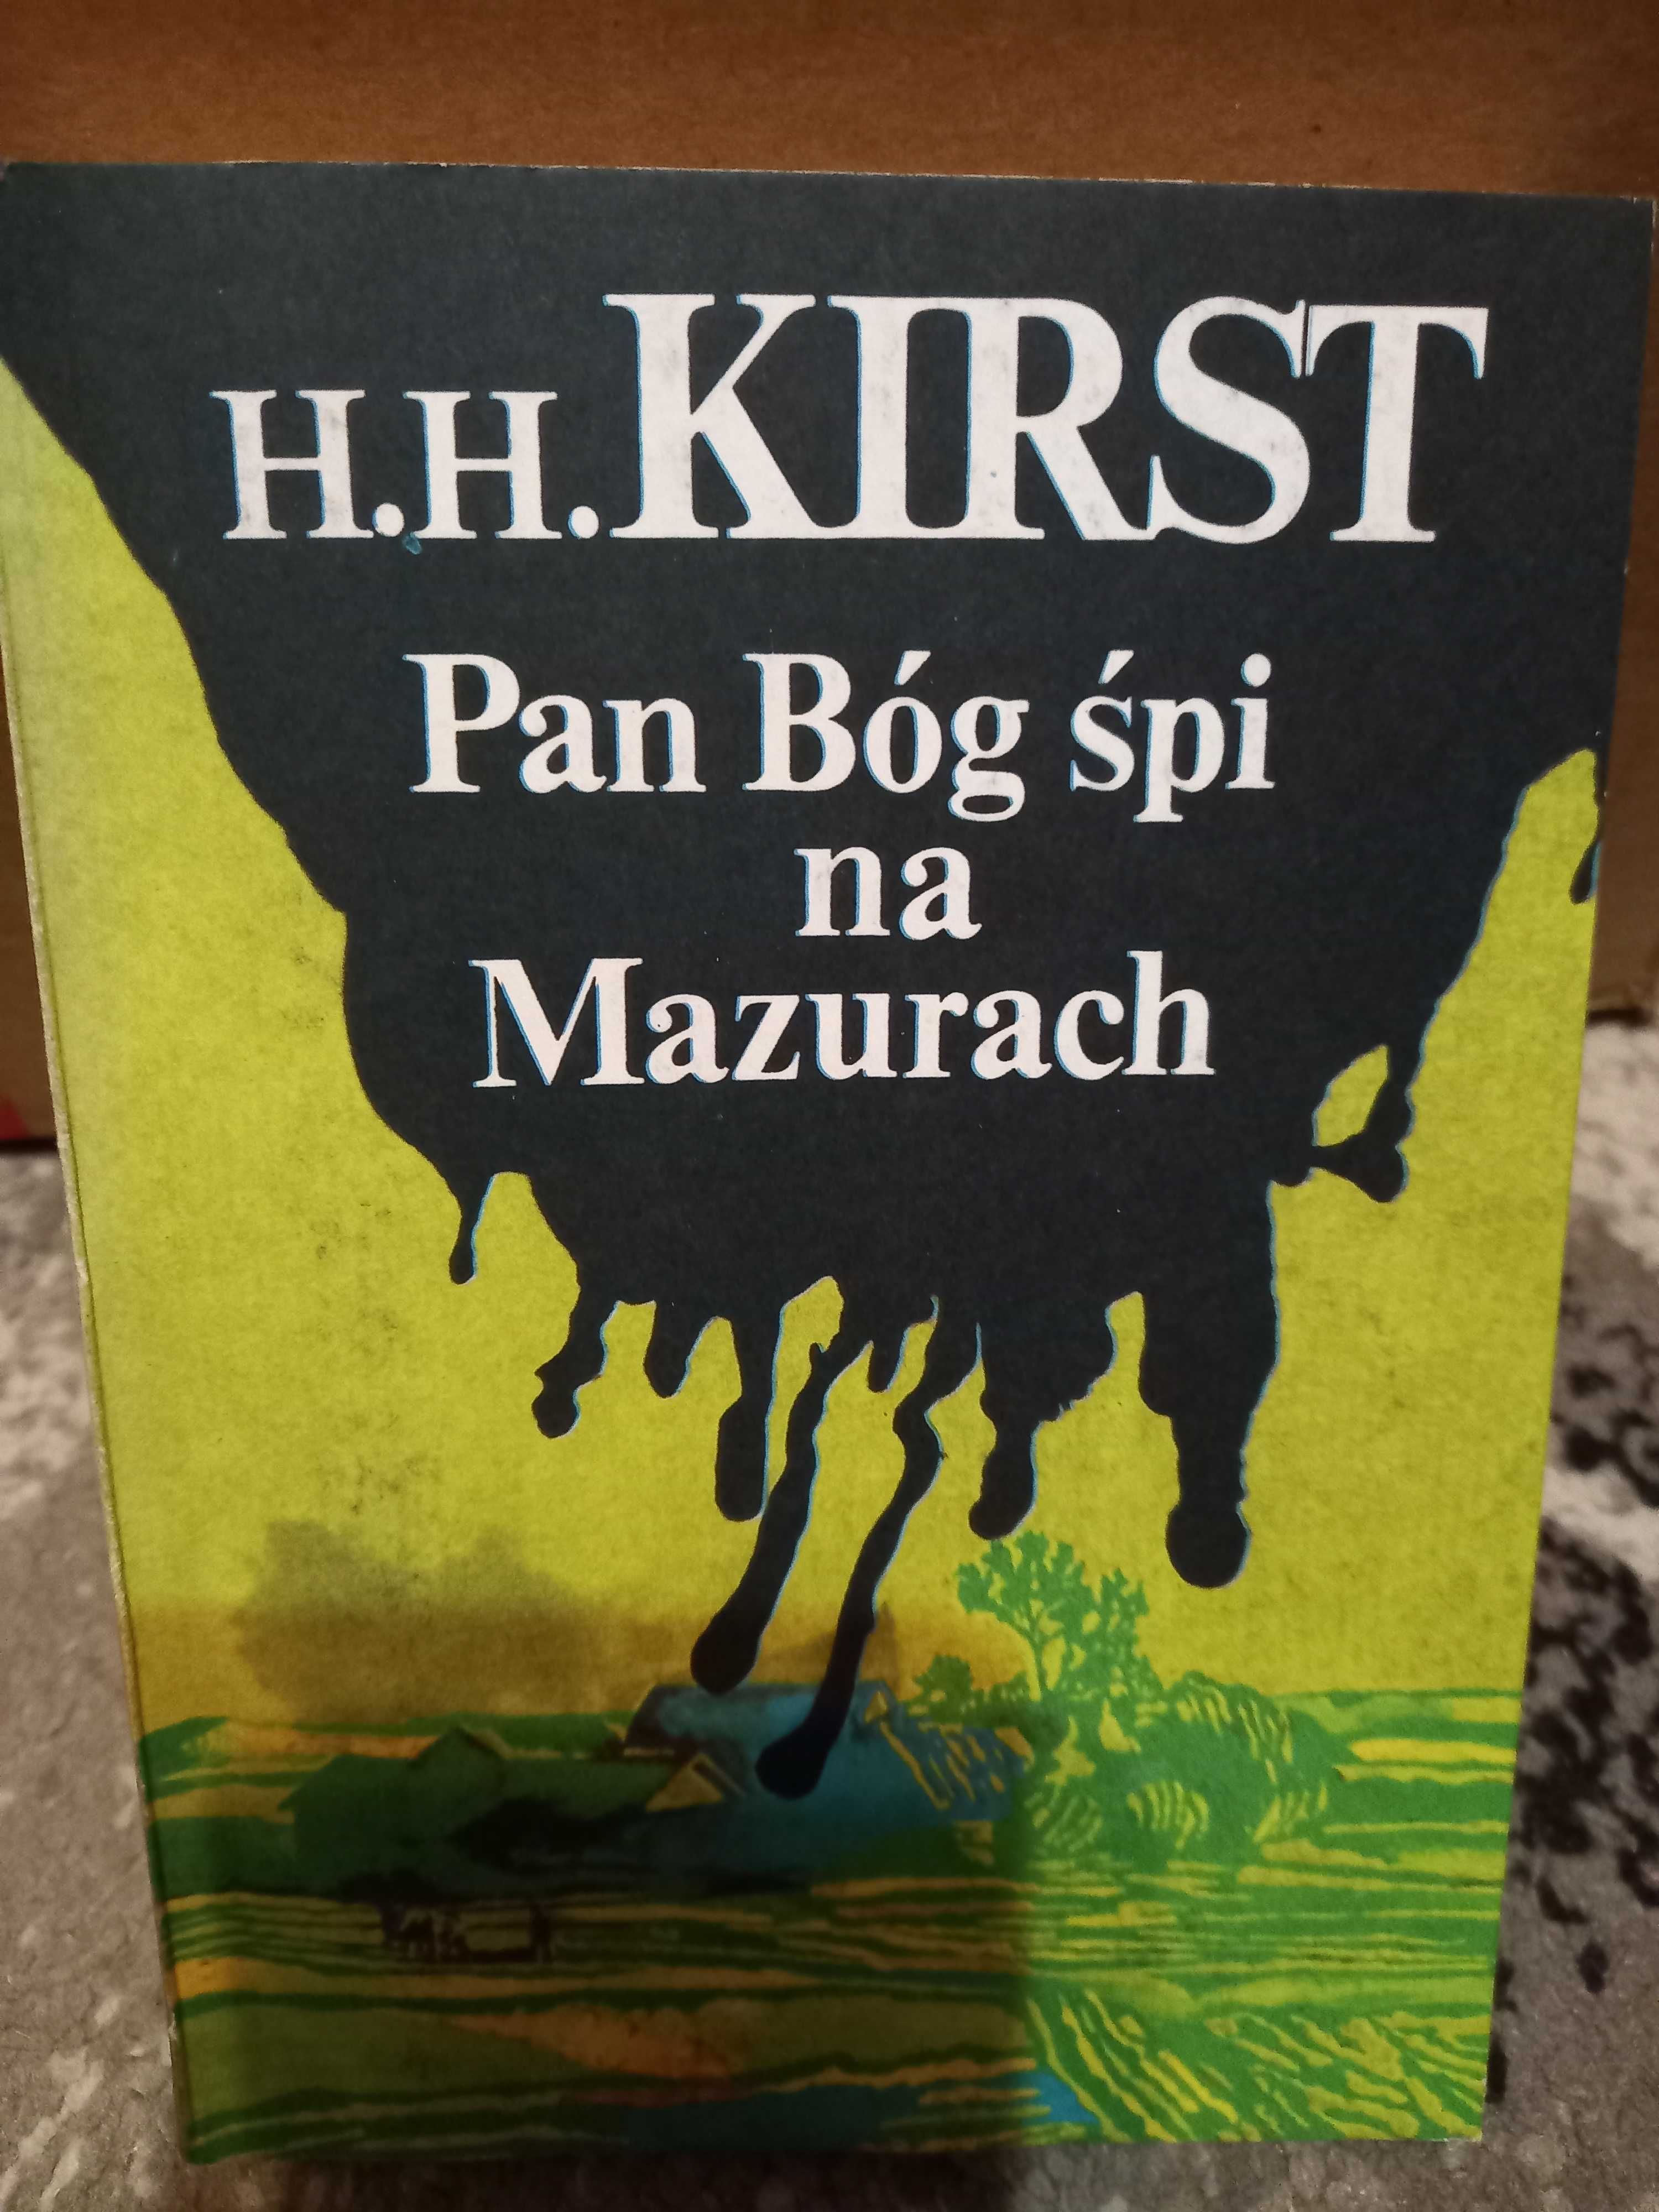 H.H.KIRST
Pan Bóg śpi
na
Mazurach